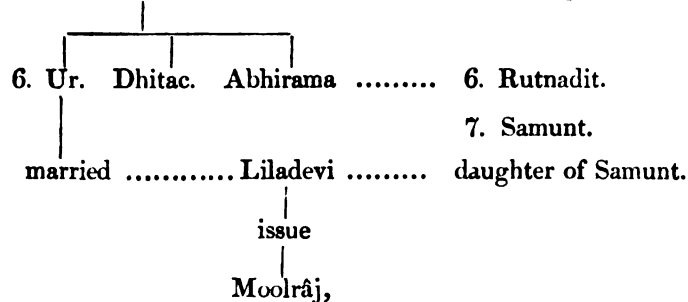 6. Ur. Dhitac. Abhirama ......... 6. Rutnadit.
7. Samunt.
married ............ Liladevi ......... daughter of Samunt.
issue
Moolrâj,